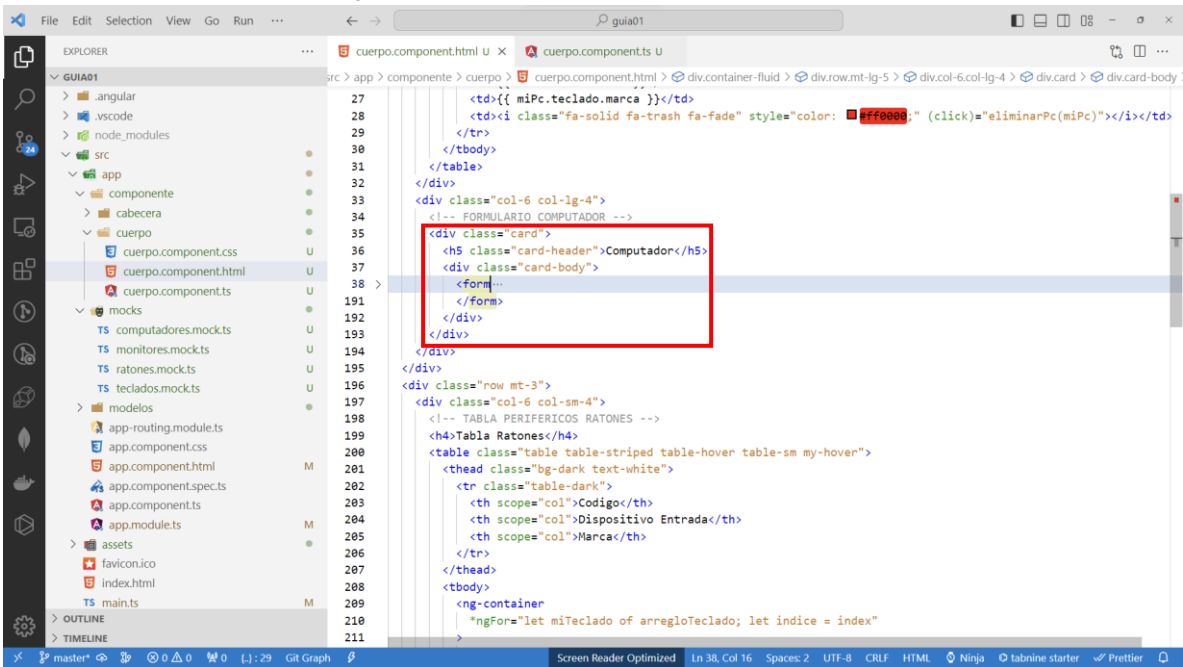 File Edit Selection View Go Run ··· guia01
EXPLORER ···
GUIA01
.angular
.vscode
node_modules
src
app
componente
cabecera
cuerpo
cuerpo.component.css U
cuerpo.component.html U
cuerpo.component.ts U
mocks
TS computadores.mock.ts U
TS monitores.mock.ts U
TS ratones.mock.ts U
TS teclados.mock.ts U
modelos
app-routing.module.ts
app.component.css
app.component.html M
app.component.spec.ts
app.component.ts
app.module.ts M
assets
favicon.ico
index.html
TS main.ts M
OUTLINE
TIMELINE
24
cuerpo.component.html U × cuerpo.component.ts U ···
src > app > componente > cuerpo > cuerpo.component.html > div.container-fluid > div.row.mt-lg-5 > div.col-6.col-lg-4 > div.card > div.card-body
27 <td>{{ miPc.teclado.marca }}</td>
28 <td><i class="fa-solid fa-trash fa-fade" style="color: #ff0000;" (click)="eliminarPc(miPc)"></i></td>
29 </tr>
30 </tbody>
31 </table>
32 </div>
33 <div class="col-6 col-lg-4">
34 <!-- FORMULARIO COMPUTADOR -->
35 <div class="card">
36 <h5 class="card-header">Computador</h5>
37 <div class="card-body">
38 > <form···
191 </form>
192 </div>
193 </div>
194 </div>
195 </div>
196 <div class="row mt-3">
197 <div class="col-6 col-sm-4">
198 <!-- TABLA PERIFERICOS RATONES -->
199 <h4>Tabla Ratones</h4>
200 <table class="table table-striped table-hover table-sm my-hover">
201 <thead class="bg-dark text-white">
202 <tr class="table-dark">
203 <th scope="col">Codigo</th>
204 <th scope="col">Dispositivo Entrada</th>
205 <th scope="col">Marca</th>
206 </tr>
207 </thead>
208 <tbody>
209 <ng-container
210 *ngFor="let miTeclado of arregloTeclado; let indice = index"
211 >
master* 0 0 0 {..} : 29 Git Graph Screen Reader Optimized Ln 38, Col 16 Spaces: 2 UTF-8 CRLF HTML Ninja tabnine starter Prettier